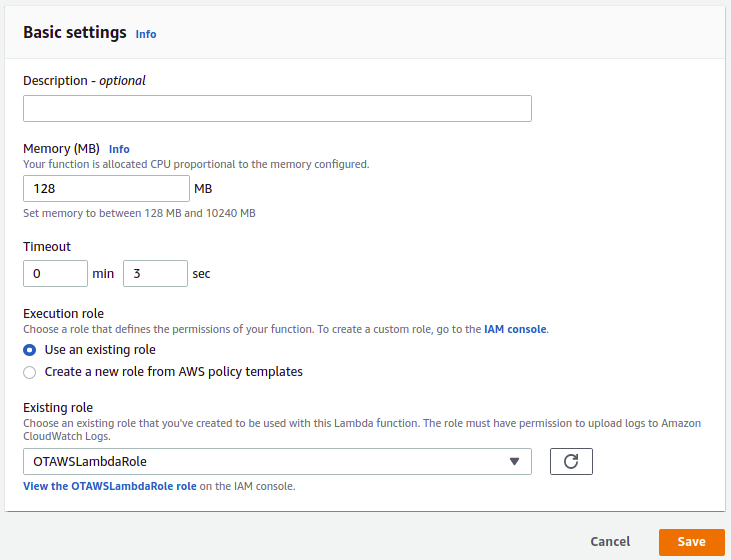 Basic settings Info
Description - optional
Memory (MB) Info
Your function is allocated CPU proportional to the memory configured.
128 MB
Set memory to between 128 MB and 10240 MB
Timeout
0 min 3 sec
Execution role
Choose a role that defines the permissions of your function. To create a custom role, go to the IAM console.
Use an existing role
Create a new role from AWS policy templates
Existing role
Choose an existing role that you've created to be used with this Lambda function. The role must have permission to upload logs to Amazon
CloudWatch Logs.
OTAWSLambdaRole
View the OTAWSLambdaRole role on the IAM console.
Cancel Save